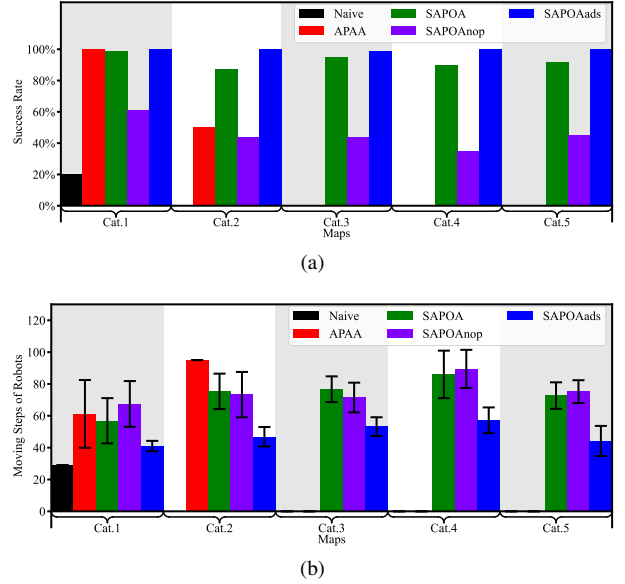 Naive SAPOA SAPOAads
APAA SAPOAnop
100%
80%
60%
40%
20%
0%
Success Rate
Cat.1 Cat.2 Cat.3 Cat.4 Cat.5
Maps
(a)
Naive SAPOA SAPOAads
APAA SAPOAnop
120
100
80
60
40
20
0
Moving Steps of Robots
Cat.1 Cat.2 Cat.3 Cat.4 Cat.5
Maps
(b)